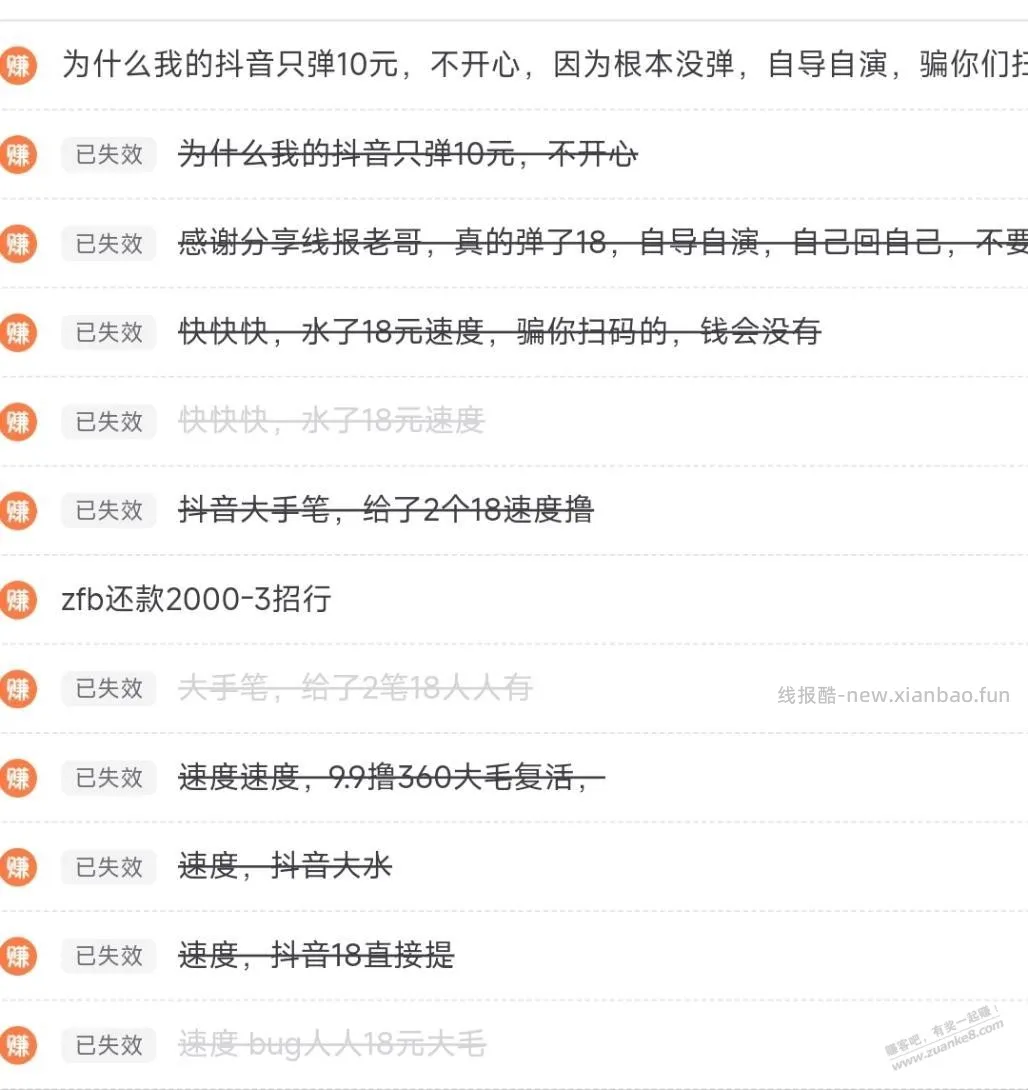 赚 为什么我的抖音只弹10元，不开心，因为根本没弹，自导自演，骗你们扫
赚 已失效 为什么我的抖音只弹10元，不开心
赚 已失效 感谢分享线报老哥，真的弹了18，自导自演，自己回自己，不要
赚 已失效 快快快，水了18元速度，骗你扫码的，钱会没有
赚 已失效 快快快，水了18元速度
赚 已失效 抖音大手笔，给了2个18速度撸
赚 zfb还款2000-3招行
赚 已失效 大手笔，给了2笔18人人有
线报酷-new.xianbao.fun
赚 已失效 速度速度，9.9撸360大毛复活，
赚 已失效 速度，抖音大水
赚 已失效 速度，抖音18直接提
赚 已失效 速度 bug人人18元大毛
赚客吧，有奖一起赚！
www.zuanke8.com